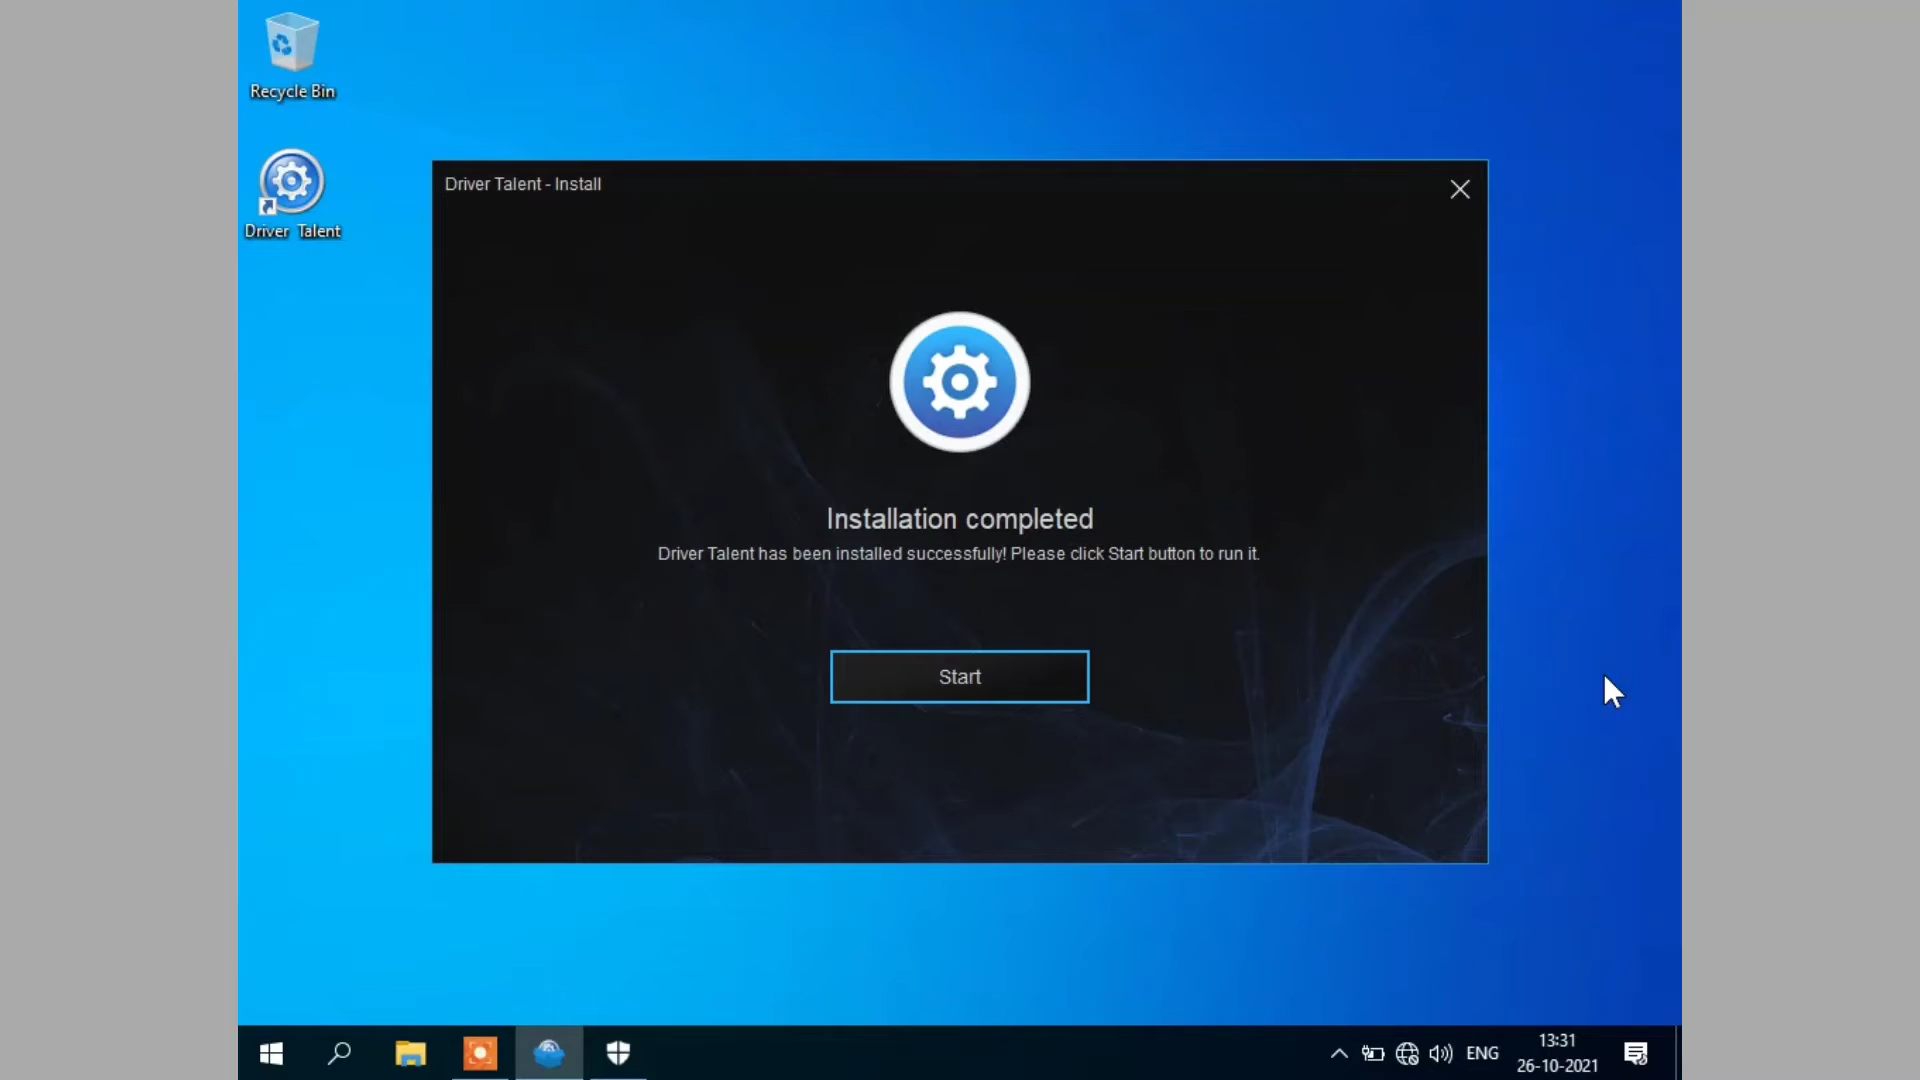 Recycle Bin
Driver Talent
Driver Talent - Install
Installation completed
Driver Talent has been installed successfully! Please click Start button to run it.
Start
ENG
13:31
26-10-2021